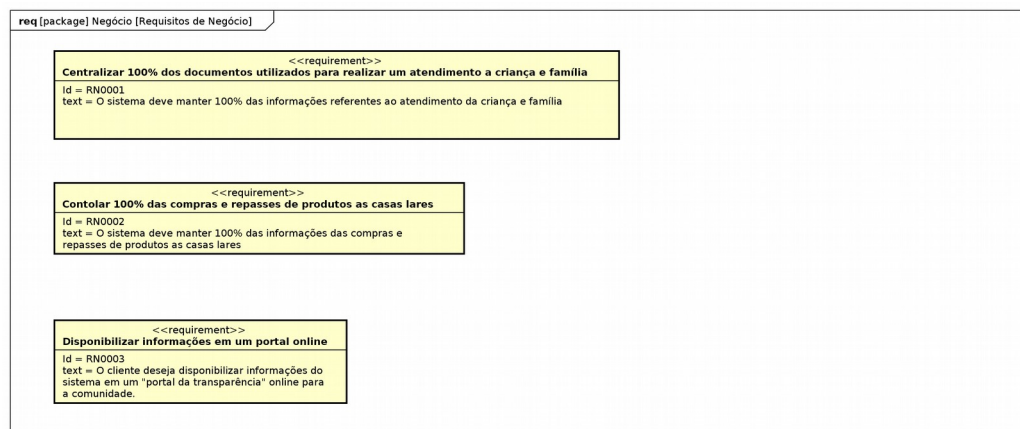 req [package] Negócio [Requisitos de Negócio]
<<requirement>>
Centralizar 100% dos documentos utilizados para realizar um atendimento a criança e família
Id = RN0001
text = O sistema deve manter 100% das informações referentes ao atendimento da criança e família
<<requirement>>
Contolar 100% das compras e repasses de produtos as casas lares
Id = RN0002
text = O sistema deve manter 100% das informações das compras e
repasses de produtos as casas lares
<<requirement>>
Disponibilizar informações em um portal online
Id = RN0003
text = O cliente deseja disponibilizar informações do
sistema em um "portal da transparência" online para
a comunidade.